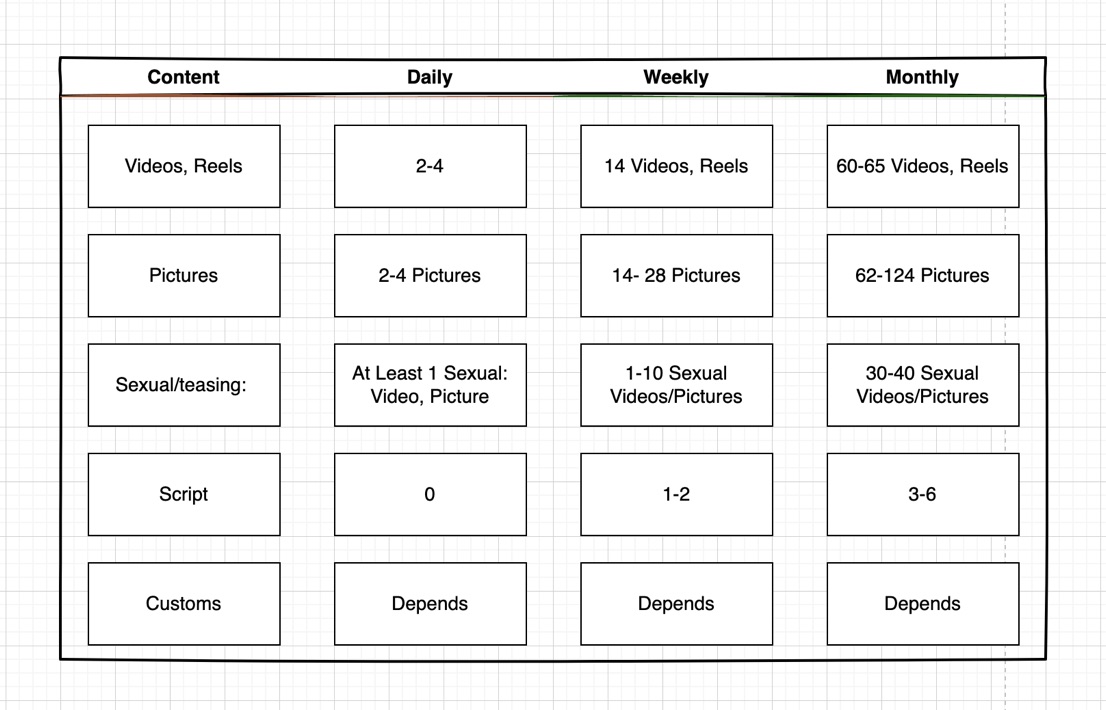 Content Daily Weekly Monthly
Videos, Reels 2-4 14 Videos, Reels 60-65 Videos, Reels
Pictures 2-4 Pictures 14- 28 Pictures 62-124 Pictures
Sexual/teasing: At Least 1 Sexual: 1-10 Sexual 30-40 Sexual
Video, Picture Videos/Pictures Videos/Pictures
Script 0 1-2 3-6
Customs Depends Depends Depends